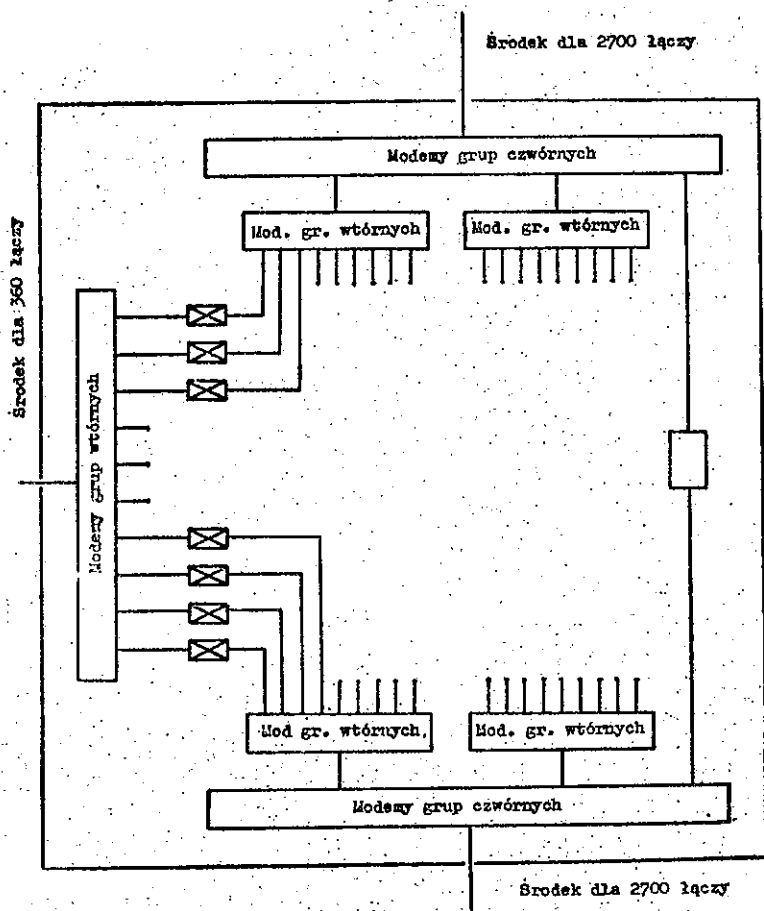 Środek dla 2700 łączy
Modemy grup czwórnych
Mod. gr. wtórnych
Mod. gr. wtórnych
Środek dla 360 łączy
Modemy grup wtórnych
Mod gr. wtórnych.
Mod. gr. wtórnych
Modemy grup czwórnych
Środek dla 2700 łączy